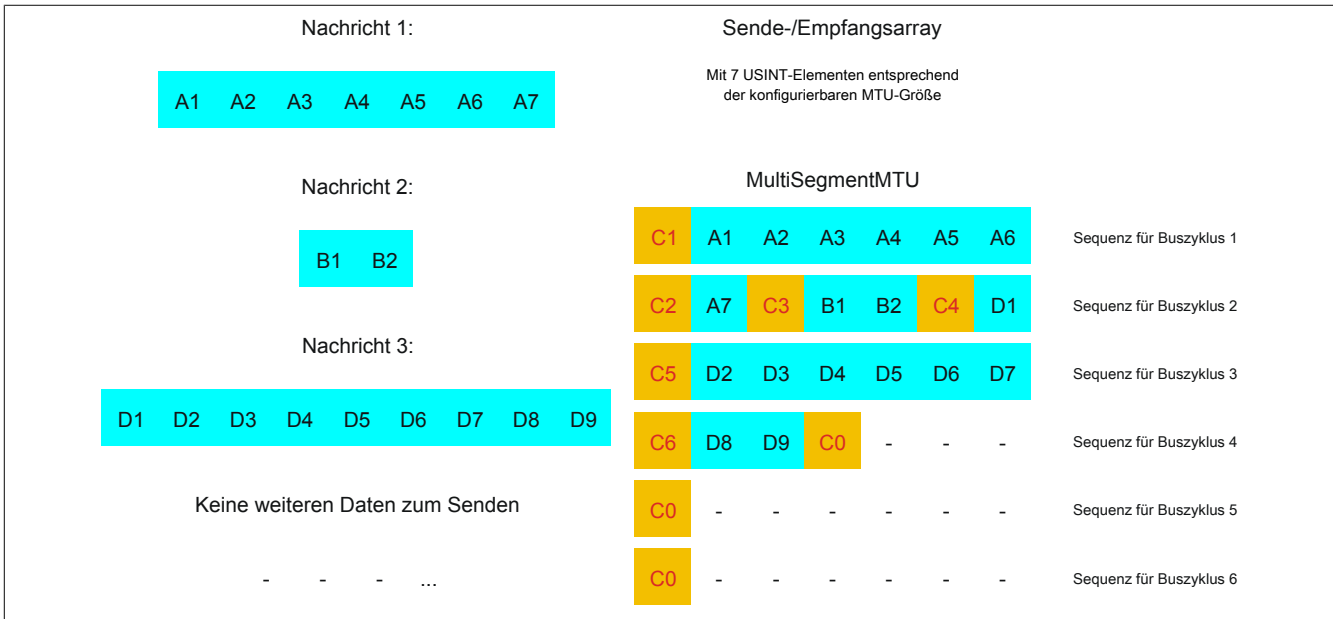 Nachricht 1:
A1 A2 A3 A4 A5 A6 A7
Nachricht 2:
B1 B2
Nachricht 3:
D1 D2 D3 D4 D5 D6 D7 D8 D9
Keine weiteren Daten zum Senden
- - - ...
Sende-/Empfangsarray
Mit 7 USINT-Elementen entsprechend
der konfigurierbaren MTU-Größe
MultiSegmentMTU
C1 A1 A2 A3 A4 A5 A6 Sequenz für Buszyklus 1
C2 A7 C3 B1 B2 C4 D1 Sequenz für Buszyklus 2
C5 D2 D3 D4 D5 D6 D7 Sequenz für Buszyklus 3
C6 D8 D9 C0 - - - Sequenz für Buszyklus 4
C0 - - - - - - Sequenz für Buszyklus 5
C0 - - - - - - Sequenz für Buszyklus 6